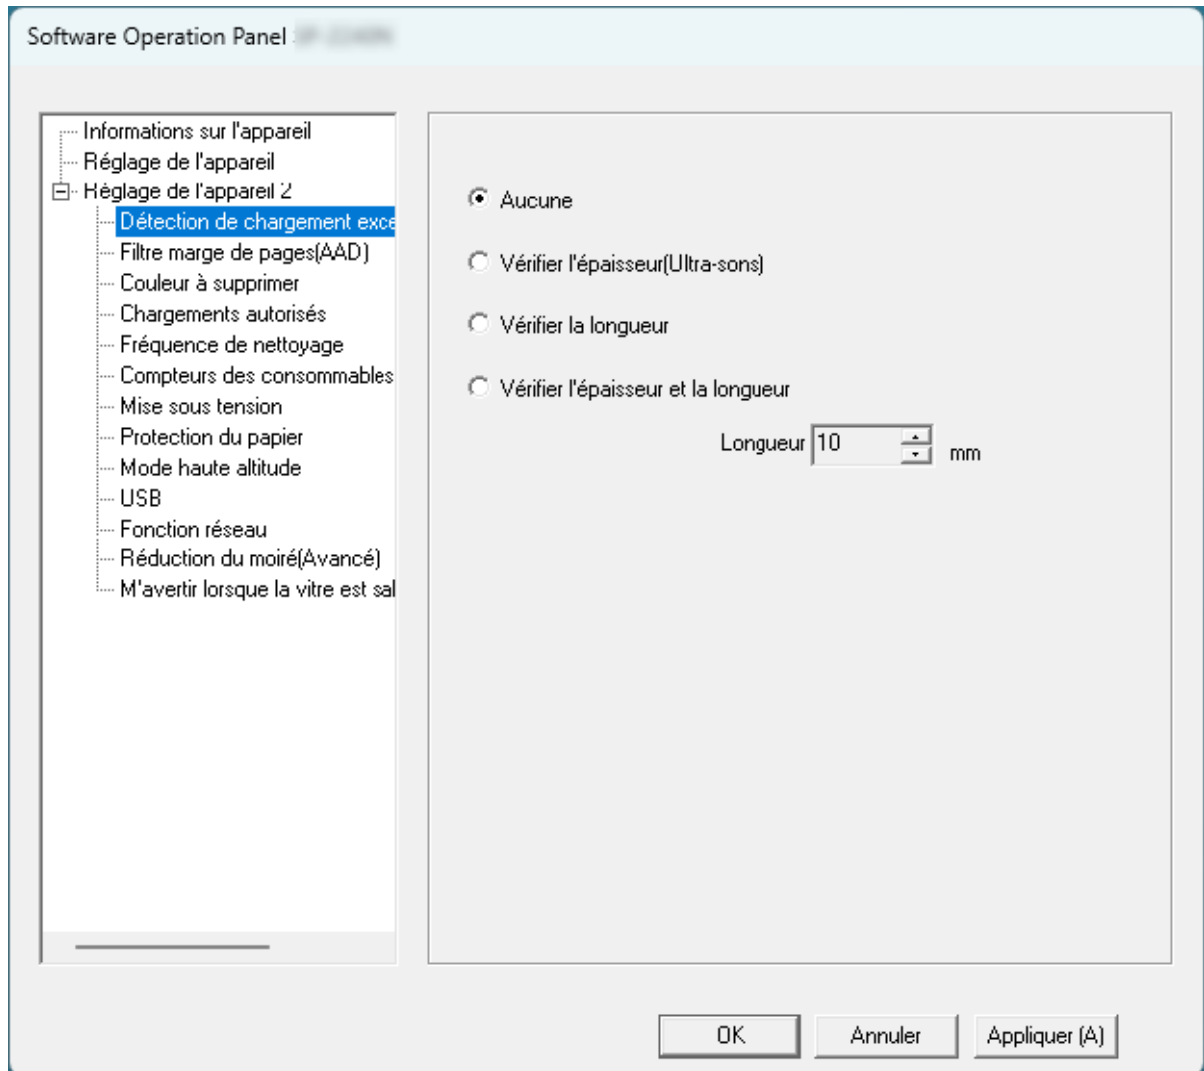 Software Operation Panel
Informations sur l'appareil
Réglage de l'appareil
Réglage de l'appareil 2
Détection de chargement exce
Filtre marge de pages(AAD)
Couleur à supprimer
Chargements autorisés
Fréquence de nettoyage
Compteurs des consommables
Mise sous tension
Protection du papier
Mode haute altitude
USB
Fonction réseau
Réduction du moiré(Avancé)
M'avertir lorsque la vitre est sal
Aucune
Vérifier l'épaisseur(Ultra-sons)
Vérifier la longueur
Vérifier l'épaisseur et la longueur
Longueur 10 mm
OK Annuler Appliquer (A)